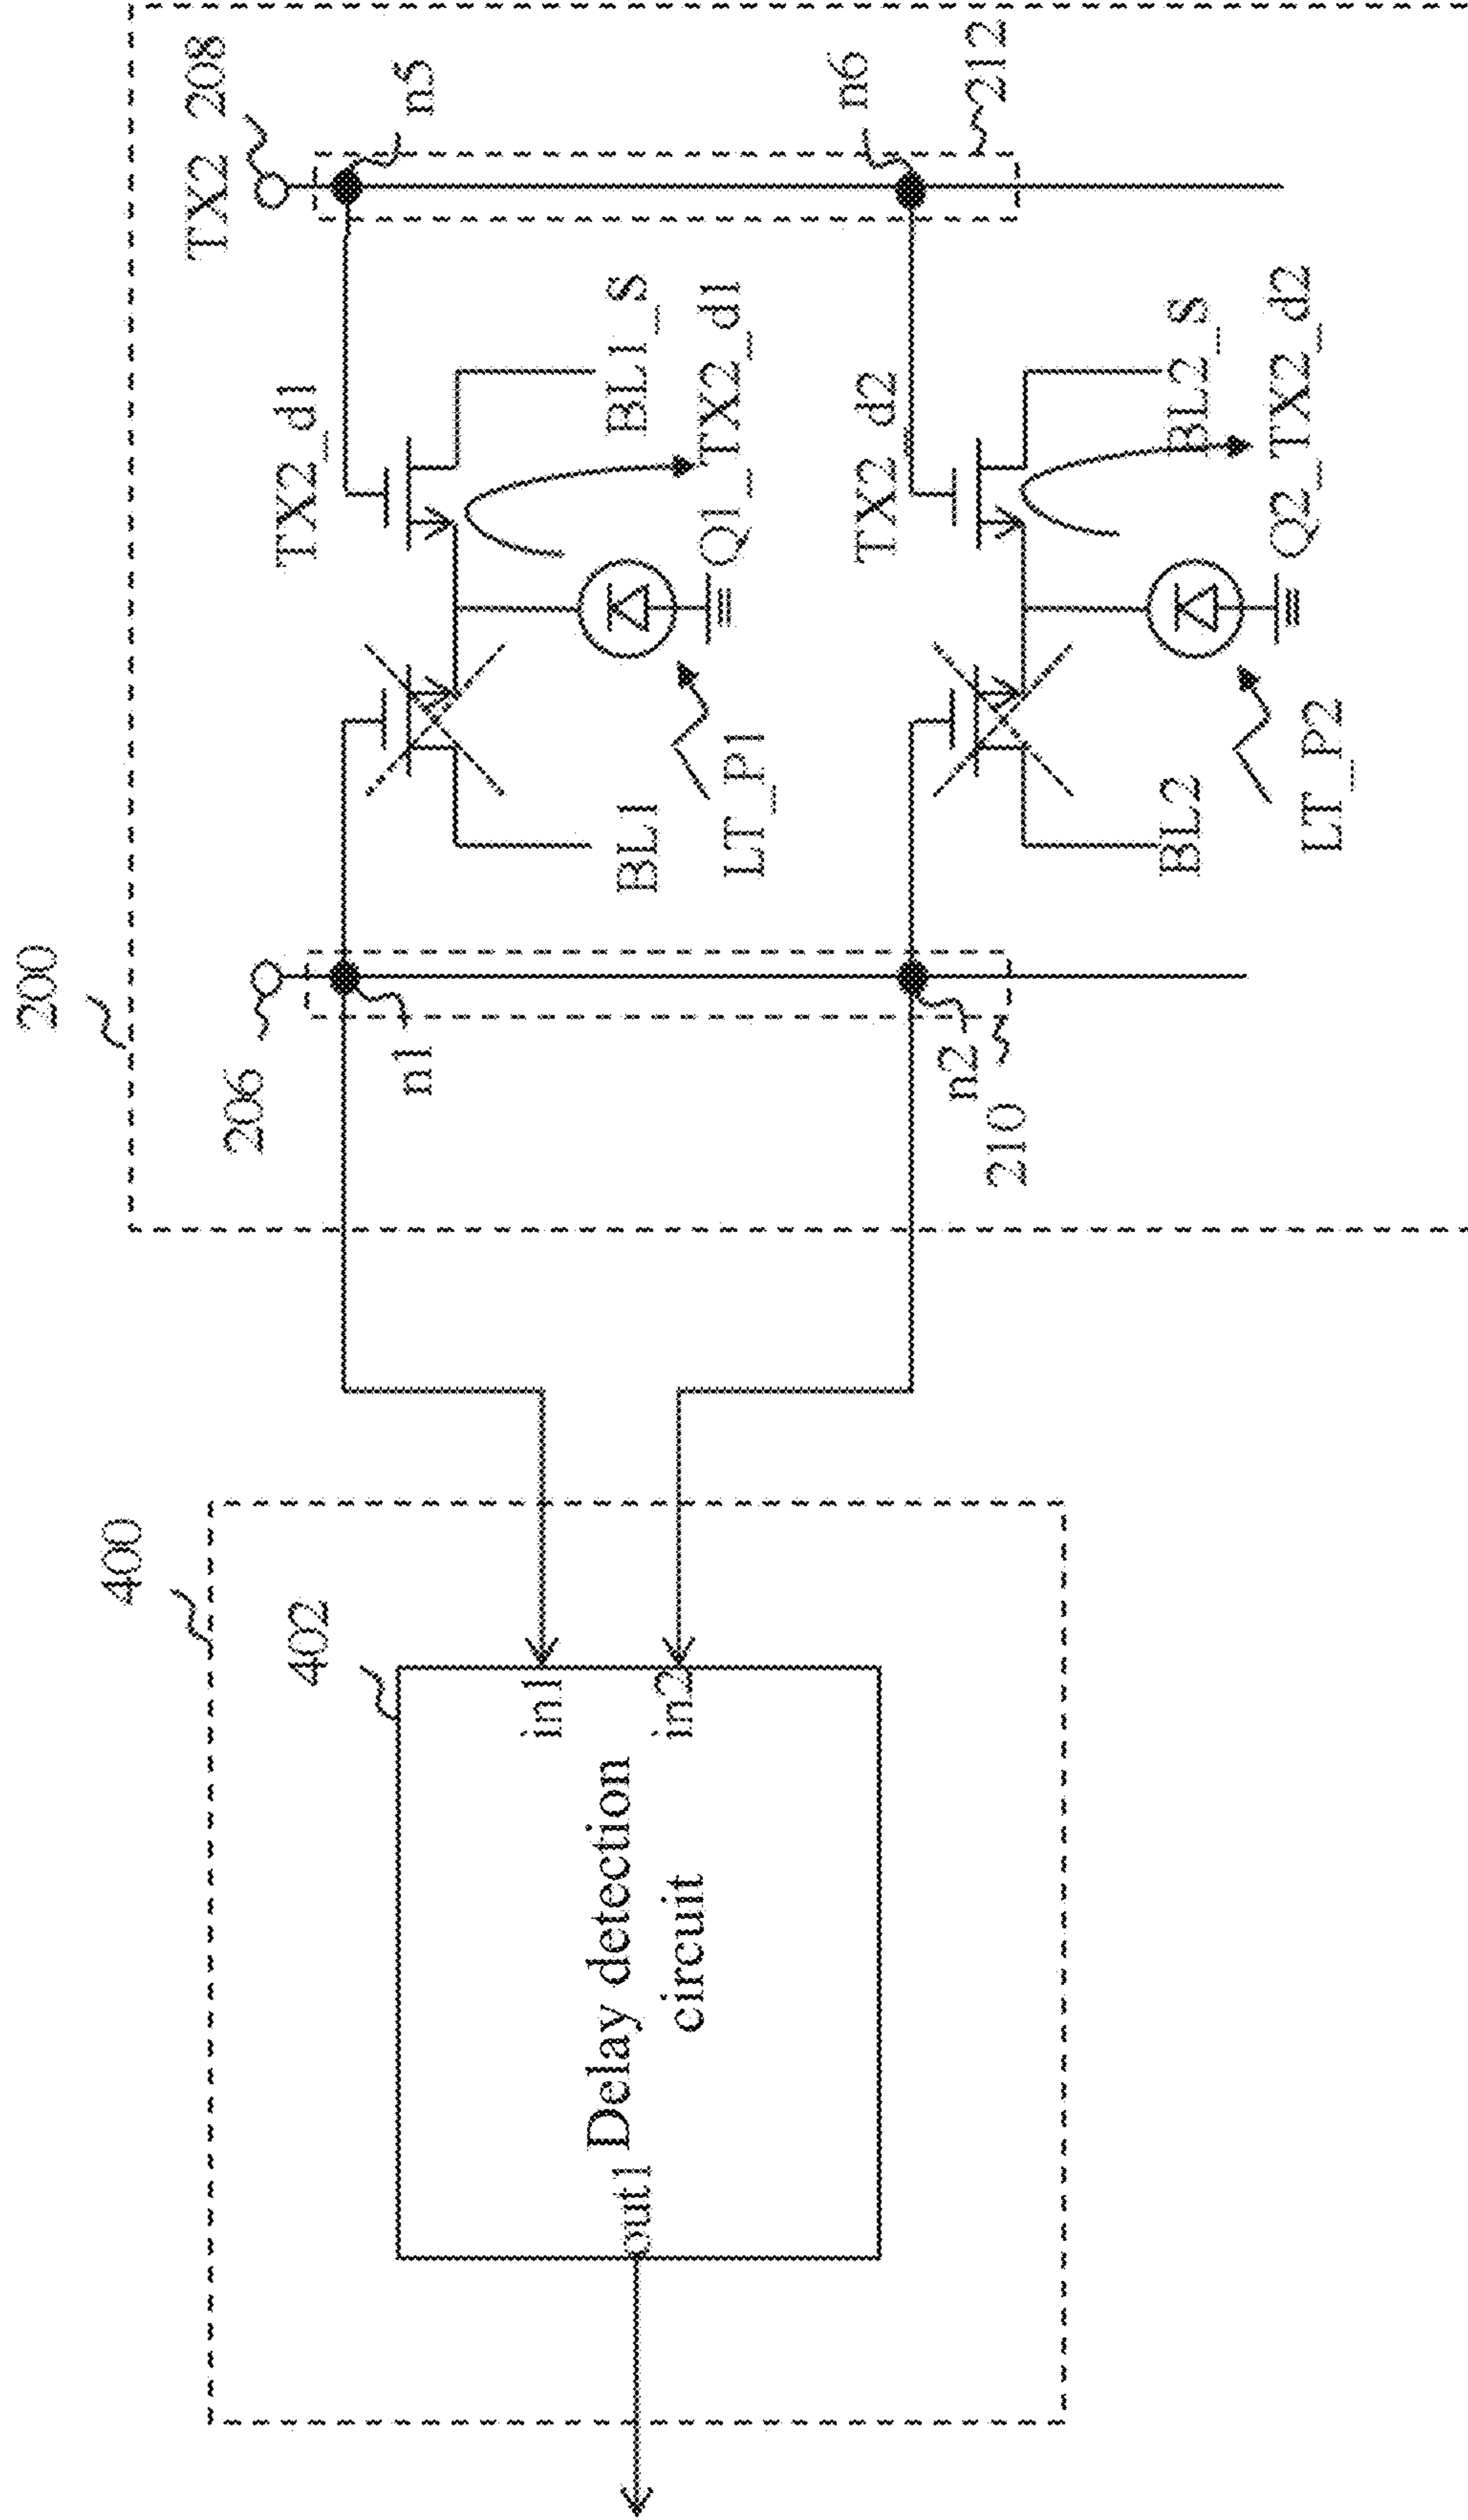 400
402
out1
Delay detection
circuit
in1
in2
200
206
n1
n2
210
TX2 208
n5
n6
212
TX2_d1
BL1
BL1_S
LT_P1
Q1_TX2_d1
TX2_d2
BL2
BL2_S
LT_P2
Q2_TX2_d2